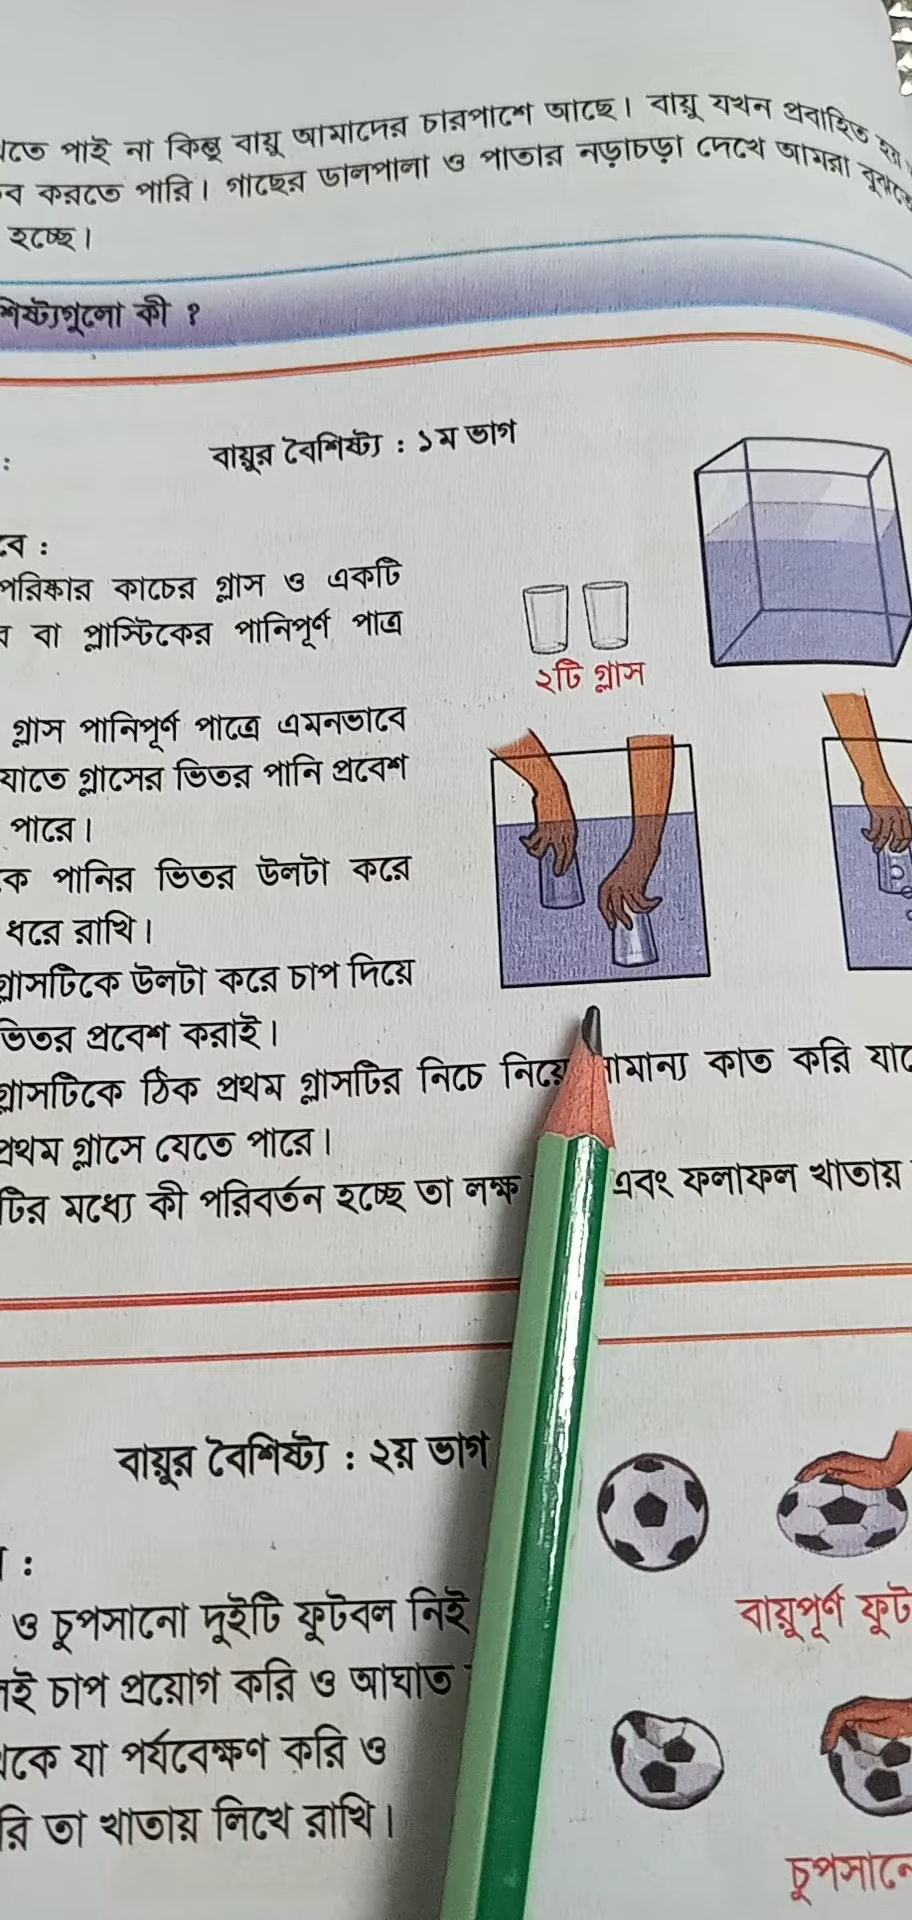 পাই না কিন্তু বায়ু আমাদের চারপাশে আছে। বায়ু যখন প্রবাহিত হয়
করতে পারি। গাছের ডালপালা ও পাতার নড়াচড়া দেখে আমরা
হচ্ছে।
কী ?
বায়ুর বৈশিষ্ট্য : ১ম ভাগ
:
পরিষ্কার কাচের গ্লাস ও একটি
বা প্লাস্টিকের পানিপূর্ণ পাত্র
২টি গ্লাস
গ্লাস পানিপূর্ণ পাত্রে এমনভাবে
যাতে গ্লাসের ভিতর পানি প্রবেশ
পারে।
পানির ভিতর উলটা করে
ধরে রাখি।
গ্লাসটিকে উলটা করে চাপ দিয়ে
ভিতর প্রবেশ করাই।
গ্লাসটিকে ঠিক প্রথম গ্লাসটির নিচে নিয়ে কাত করি
প্রথম গ্লাসে যেতে পারে।
মধ্যে কী পরিবর্তন হচ্ছে তা লক্ষ এবং ফলাফল খাতায়
বায়ুর বৈশিষ্ট্য : ২য় ভাগ
:
ও চুপসানো দুইটি ফুটবল নিই
চাপ প্রয়োগ করি ও আঘাত
বায়ুপূর্ণ
যা পর্যবেক্ষণ করি ও
তা খাতায় লিখে রাখি।